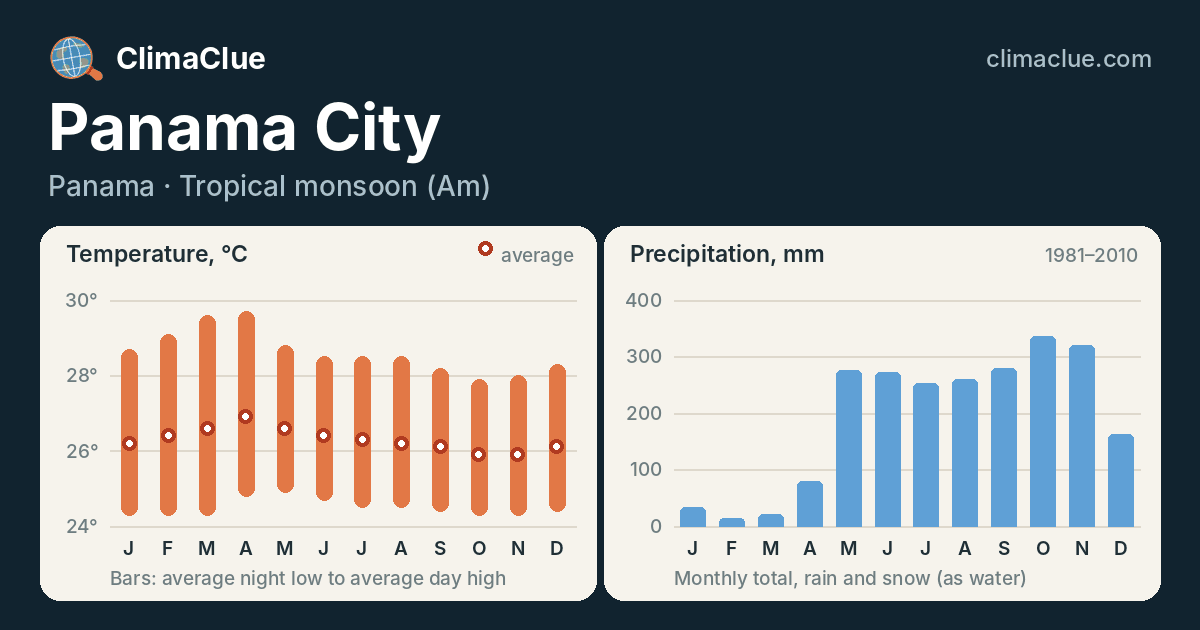 ClimaClue
climaclue.com
Panama City
Panama · Tropical monsoon (Am)
Temperature, °C
average
30°
28°
26°
24°
J F M A M J J A S O N D
Bars: average night low to average day high
Precipitation, mm
1981–2010
400
300
200
100
0
J F M A M J J A S O N D
Monthly total, rain and snow (as water)